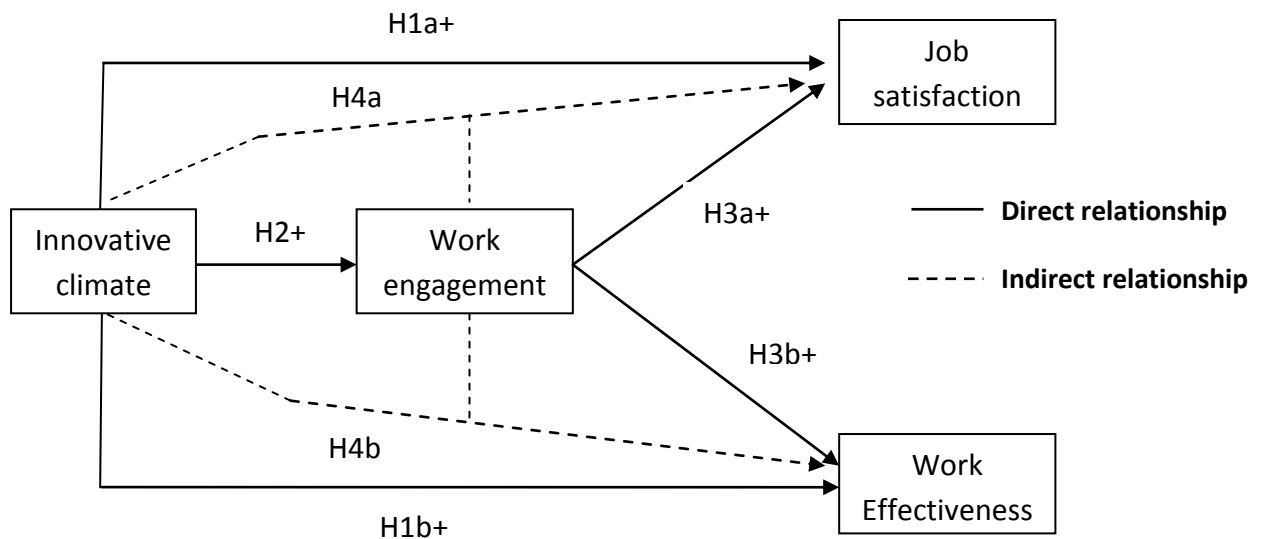 H1a+
Job
satisfaction
H4a
H3a+
Direct relationship
Innovative
climate
H2+
Work
engagement
Indirect relationship
H3b+
H4b
Work
Effectiveness
H1b+